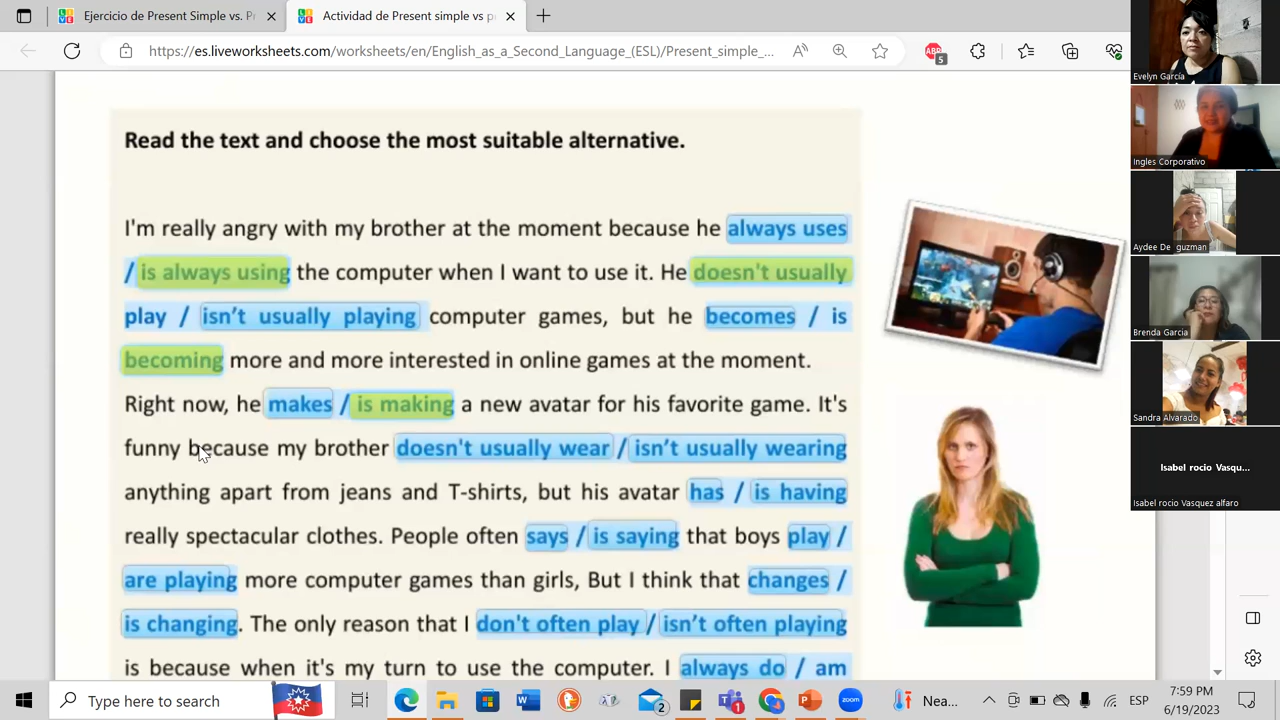 Ejercicio de Present Simple vs. P
Actividad de Present simple vs p
https://es.liveworksheets.com/worksheets/en/English_as_a_Second_Language_(ESL)/Present_simple_...
5
Read the text and choose the most suitable alternative.
I'm really angry with my brother at the moment because he always uses
/ is always using the computer when I want to use it. He doesn't usually
play / isn't usually playing computer games, but he becomes / is
becoming more and more interested in online games at the moment.
Right now, he makes / is making a new avatar for his favorite game. It's
funny because my brother doesn't usually wear / isn't usually wearing
anything apart from jeans and T-shirts, but his avatar has / is having
really spectacular clothes. People often says / is saying that boys play /
are playing more computer games than girls, But I think that changes /
is changing. The only reason that I don't often play / isn't often playing
is because when it's my turn to use the computer. I always do / am
Evelyn García
Ingles Corporativo
Aydee De guzman
Brenda Garcia
Sandra Alvarado
Isabel rocio Vasqu...
Isabel rocio Vasquez alfaro
Type here to search
2
1
Nea...
ESP
7:59 PM
6/19/2023